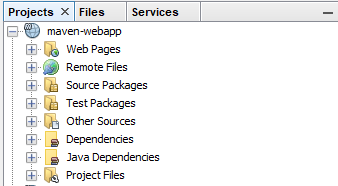 Projects Files Services
maven-webapp
Web Pages
Remote Files
Source Packages
Test Packages
Other Sources
Dependencies
Java Dependencies
Project Files